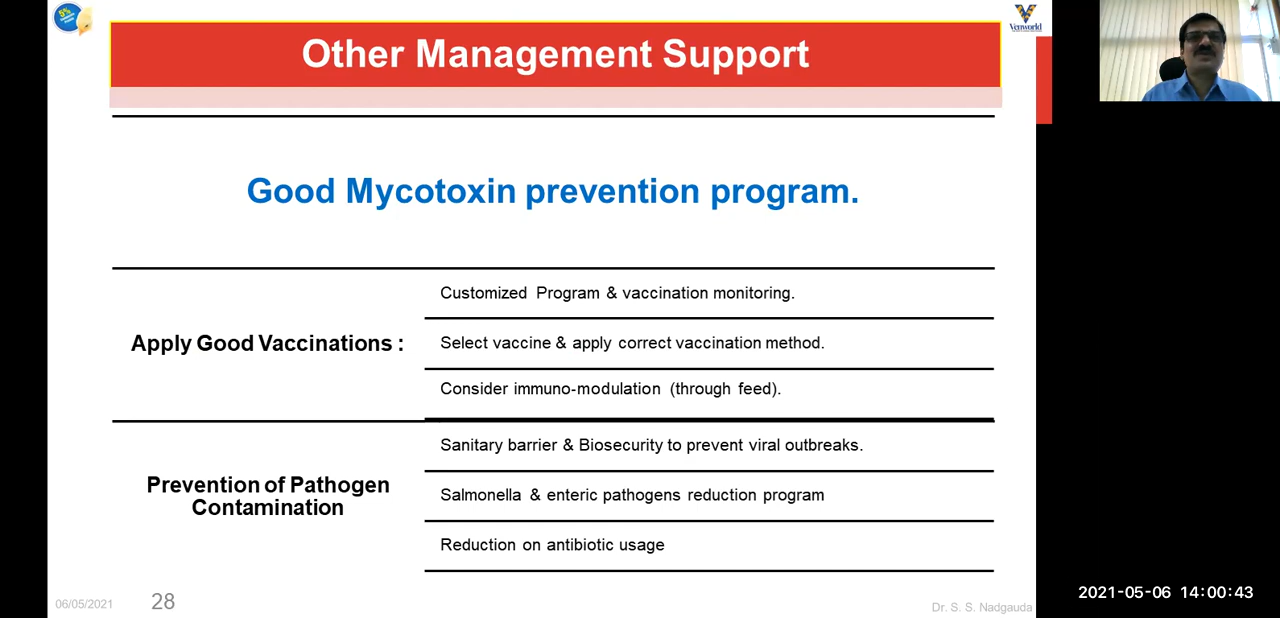 5%
Venworld
Other Management Support
Good Mycotoxin prevention program.
Apply Good Vaccinations :
Customized Program & vaccination monitoring.
Select vaccine & apply correct vaccination method.
Consider immuno-modulation (through feed).
Prevention of Pathogen
Contamination
Sanitary barrier & Biosecurity to prevent viral outbreaks.
Salmonella & enteric pathogens reduction program
Reduction on antibiotic usage
06/05/2021
28
Dr. S. S. Nadgauda
2021-05-06 14:00:43